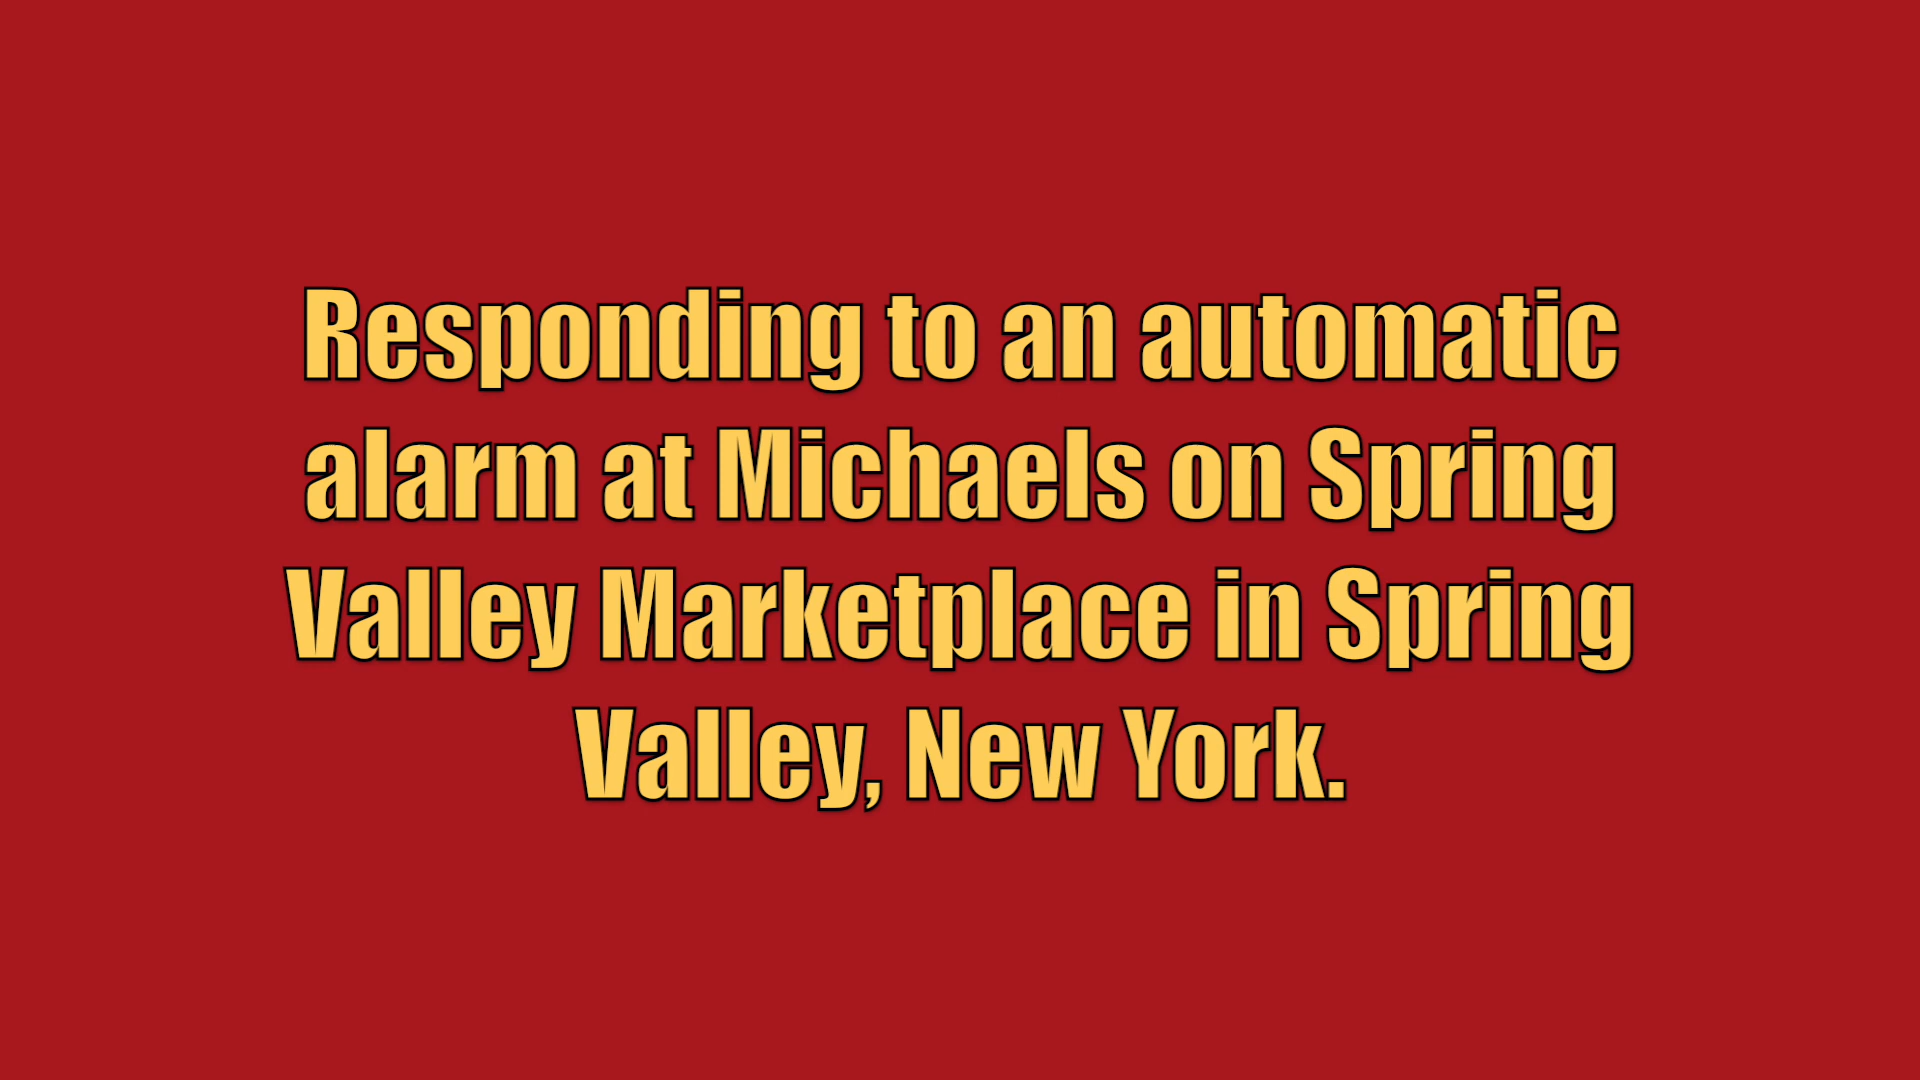 Responding to an automatic
alarm at Michaels on Spring
Valley Marketplace in Spring
Valley, New York.